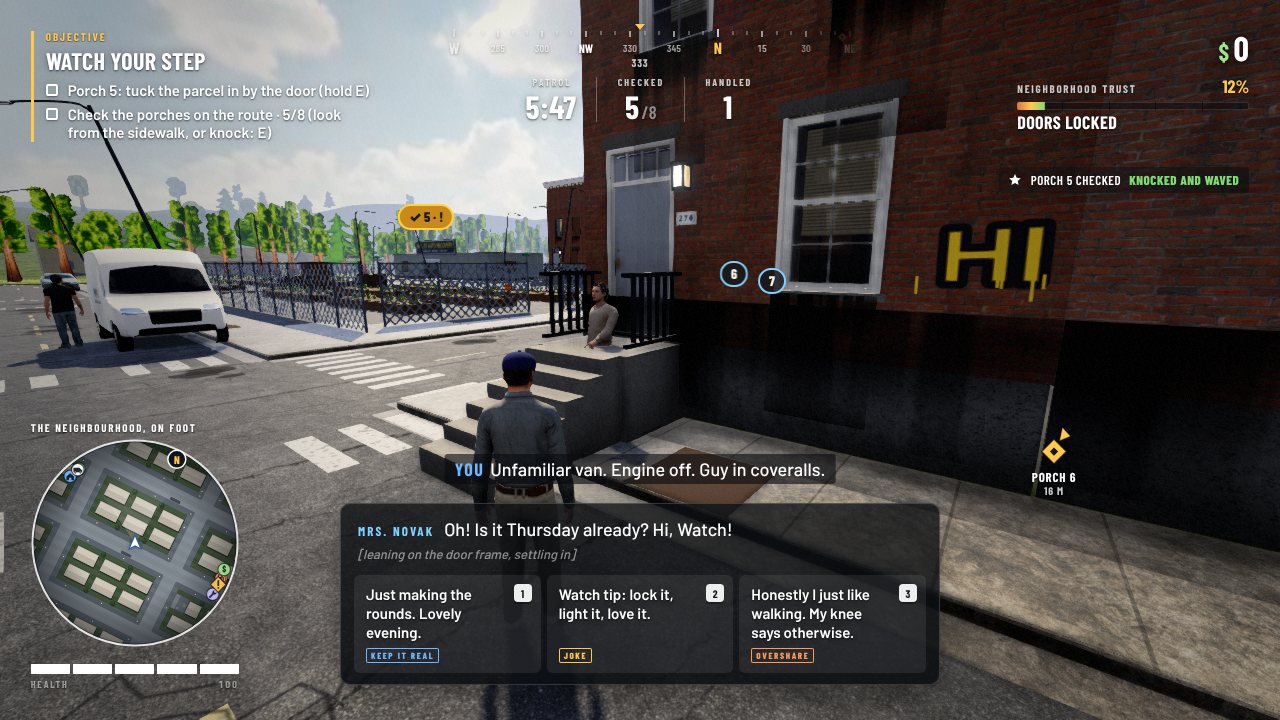 OBJECTIVE
WATCH YOUR STEP
Porch 5: tuck the parcel in by the door (hold E)
Check the porches on the route · 5/8 (look
from the sidewalk, or knock: E)
W 285 300 NW 330 345 N 15 30 NE
333
PATROL CHECKED HANDLED
5:47 5/8 1
$0
NEIGHBORHOOD TRUST 12%
DOORS LOCKED
★ PORCH 5 CHECKED KNOCKED AND WAVED
✓ 5 · !
6 7
HI
PORCH 6
16 M
THE NEIGHBOURHOOD, ON FOOT
N
$
!
HEALTH 100
YOU Unfamiliar van. Engine off. Guy in coveralls.
MRS. NOVAK Oh! Is it Thursday already? Hi, Watch!
[leaning on the door frame, settling in]
Just making the 1
rounds. Lovely
evening.
KEEP IT REAL
Watch tip: lock it, 2
light it, love it.
JOKE
Honestly I just like 3
walking. My knee
says otherwise.
OVERSHARE